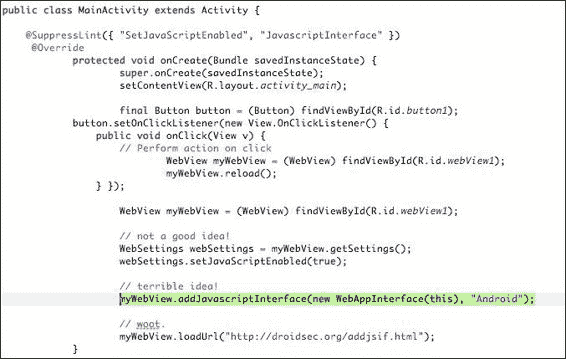 public class MainActivity extends Activity {
@SuppressLint({ "SetJavaScriptEnabled", "JavascriptInterface" })
@Override
protected void onCreate(Bundle savedInstanceState) {
super.onCreate(savedInstanceState);
setContentView(R.layout.activity_main);
final Button button = (Button) findViewById(R.id.button1);
button.setOnClickListener(new View.OnClickListener() {
public void onClick(View v) {
// Perform action on click
WebView myWebView = (WebView) findViewById(R.id.webView1);
myWebView.reload();
} });
WebView myWebView = (WebView) findViewById(R.id.webView1);
// not a good idea!
WebSettings webSettings = myWebView.getSettings();
webSettings.setJavaScriptEnabled(true);
// terrible idea!
myWebView.addJavascriptInterface(new WebAppInterface(this), "Android");
// woot.
myWebView.loadUrl("http://droidsec.org/addjsif.html");
}